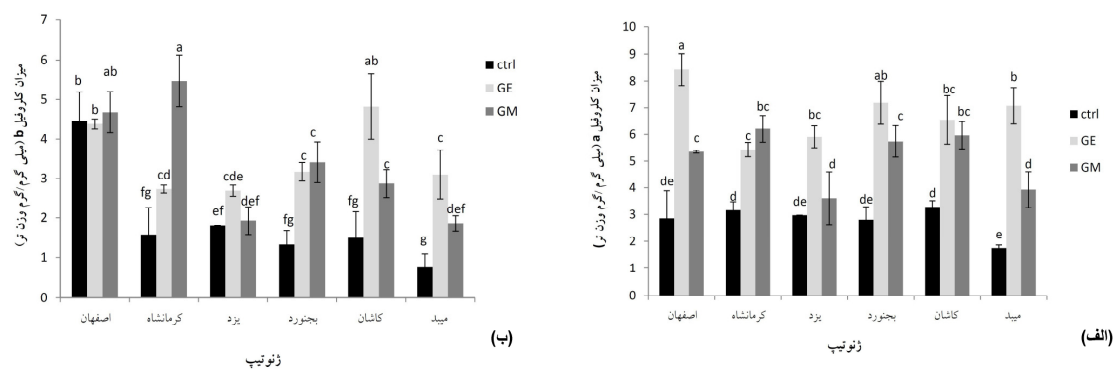 میزان کلروفیل b (میلی گرم/گرم وزن تر)
7
6
5
4
3
2
1
0
b b ab
fg cd a
ef cde def
fg c c
fg ab c
g c def
ctrl
GE
GM
اصفهان کرمانشاه یزد بجنورد کاشان میبد
ژنوتیپ
(ب)
میزان کلروفیل a (میلی گرم /گرم وزن تر)
10
9
8
7
6
5
4
3
2
1
0
de a c
d c bc
de bc d
de ab c
d bc bc
e b d
ctrl
GE
GM
اصفهان کرمانشاه یزد بجنورد کاشان میبد
ژنوتیپ
(الف)